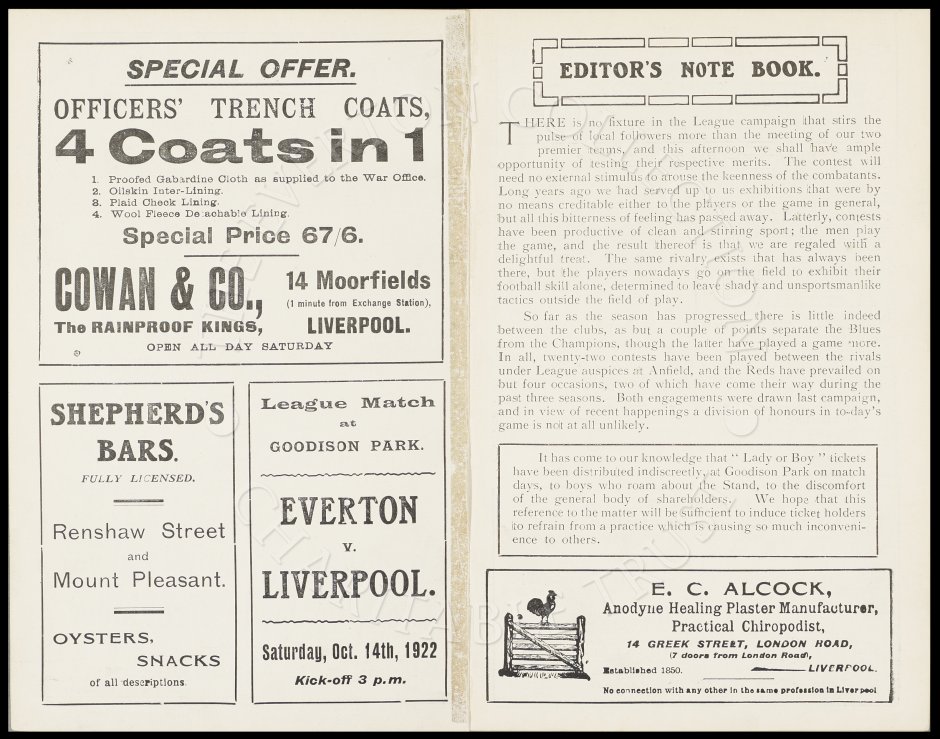 SPECIAL OFFER.
OFFICERS' TRENCH COATS,
4 Coats in 1
1. Proofed Gabardine Cloth as supplied to the War Office.
2. Oilskin Inter-Lining.
3. Plaid Check Lining.
4. Wool Fleece De achable Lining.
Special Price 67/6.
COWAN & CO.,
The RAINPROOF KINGS,
14 Moorfields
(1 minute from Exchange Station),
LIVERPOOL.
OPEN ALL DAY SATURDAY
SHEPHERD'S
BARS.
FULLY LICENSED.
Renshaw Street
and
Mount Pleasant.
OYSTERS,
SNACKS
of all descriptions.
League Match
at
GOODISON PARK.
EVERTON
v.
LIVERPOOL.
Saturday, Oct. 14th, 1922
Kick-off 3 p.m.
EDITOR'S NOTE BOOK.
THERE is no fixture in the League campaign that stirs the
pulse of local followers more than the meeting of our two
premier teams, and this afternoon we shall have ample
opportunity of testing their respective merits. The contest will
need no external stimulus to arouse the keenness of the combatants.
Long years ago we had served up to us exhibitions that were by
no means creditable either to the players or the game in general,
but all this bitterness of feeling has passed away. Latterly, contests
have been productive of clean and stirring sport; the men play
the game, and the result thereof is that we are regaled with a
delightful treat. The same rivalry exists that has always been
there, but the players nowadays go on the field to exhibit their
football skill alone, determined to leave shady and unsportsmanlike
tactics outside the field of play.
So far as the season has progressed there is little indeed
between the clubs, as but a couple of points separate the Blues
from the Champions, though the latter have played a game more.
In all, twenty-two contests have been played between the rivals
under League auspices at Anfield, and the Reds have prevailed on
but four occasions, two of which have come their way during the
past three seasons. Both engagements were drawn last campaign,
and in view of recent happenings a division of honours in to-day's
game is not at all unlikely.
It has come to our knowledge that " Lady or Boy " tickets
have been distributed indiscreetly, at Goodison Park on match
days, to boys who roam about the Stand, to the discomfort
of the general body of shareholders. We hope that this
reference to the matter will be sufficient to induce ticket holders
to refrain from a practice which is causing so much inconveni-
ence to others.
E. C. ALCOCK,
Anodyne Healing Plaster Manufacturer,
Practical Chiropodist,
14 GREEK STREET, LONDON ROAD,
(7 doors from London Road),
Established 1850.
LIVERPOOL.
No connection with any other in the same profession in Liverpool